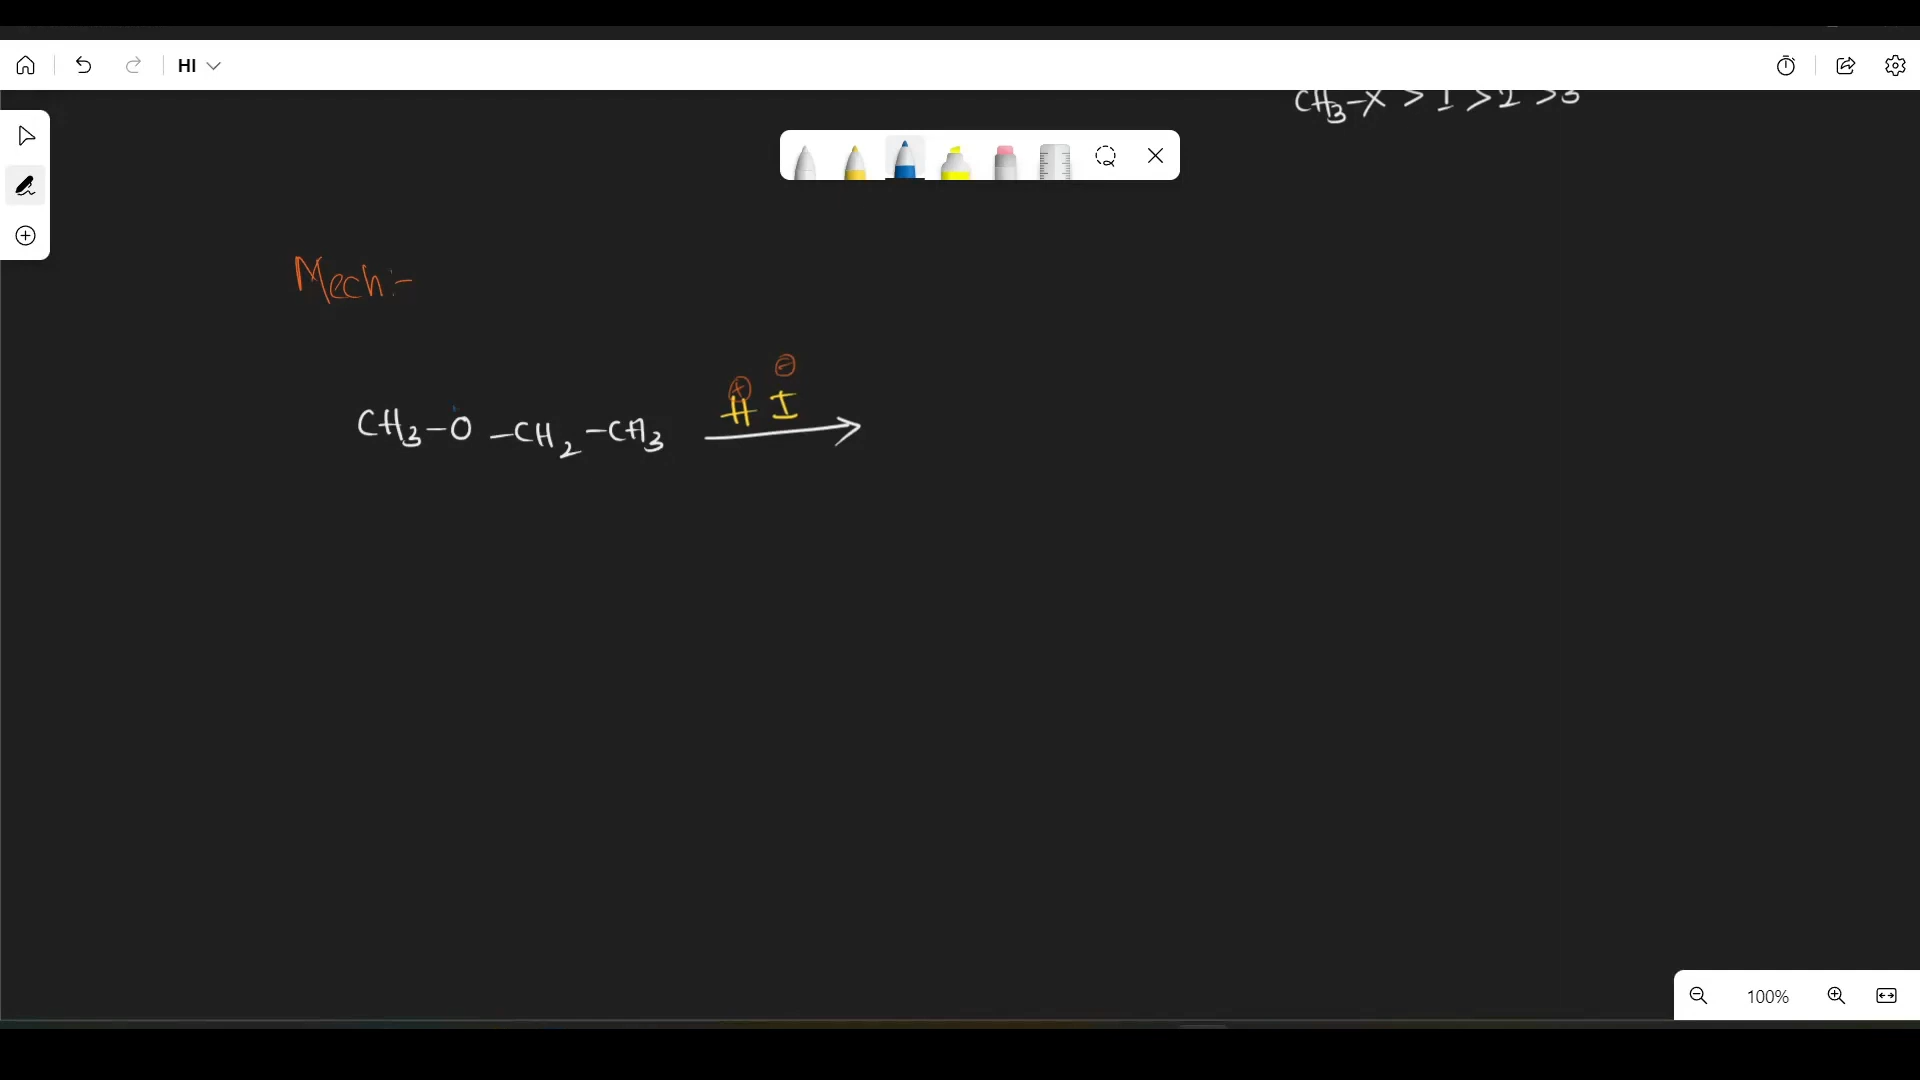 HI
CH3-X > 1 > 2 > 3
Mech:-
⊕ ⊖
H I
CH3-O-CH2-CH3 →
100%